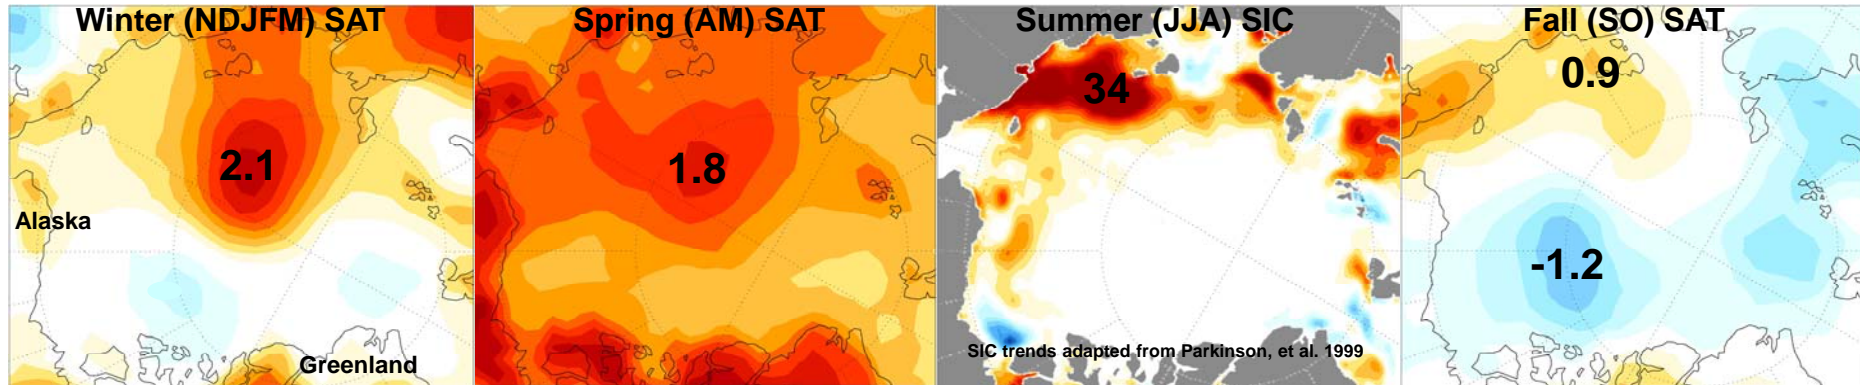 Winter (NDJFM) SAT
2.1
Alaska
Greenland
Spring (AM) SAT
1.8
Summer (JJA) SIC
34
SIC trends adapted from Parkinson, et al. 1999
Fall (SO) SAT
0.9
-1.2